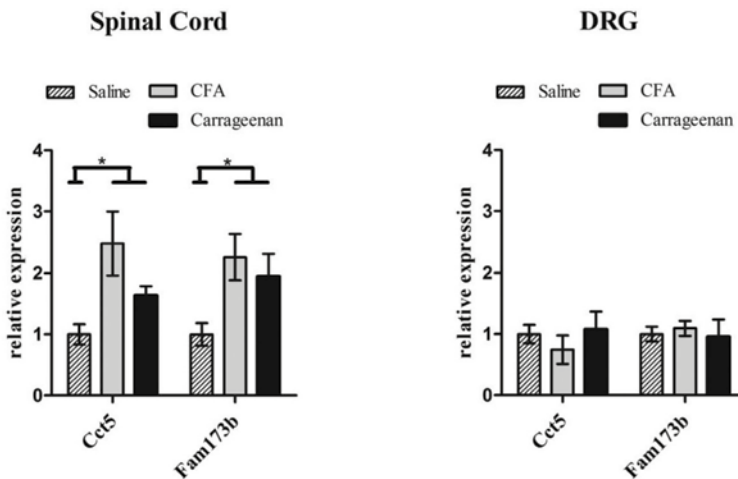 Spinal Cord
Saline CFA
Carrageenan
relative expression
4
3
2
1
0
* *
Cct5
Fam173b
DRG
Saline CFA
Carrageenan
relative expression
4
3
2
1
0
Cct5
Fam173b